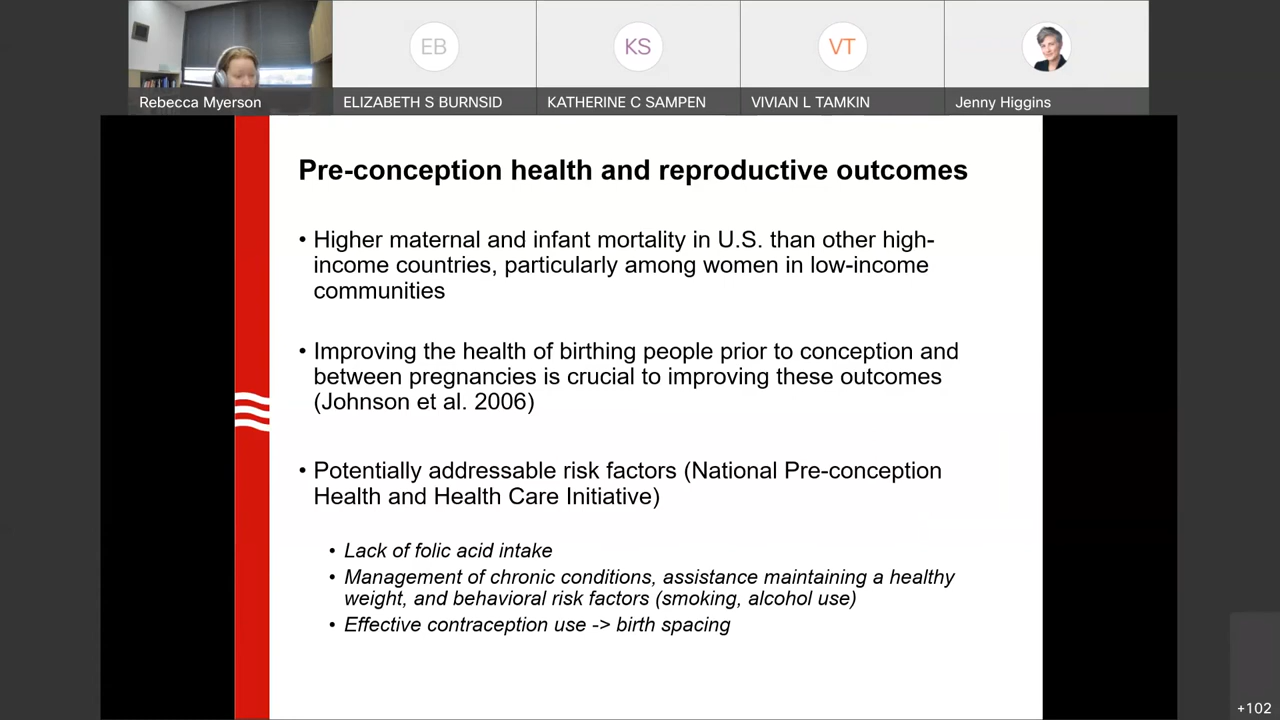 EB
KS
VT
Rebecca Myerson
ELIZABETH S BURNSID
KATHERINE C SAMPEN
VIVIAN L TAMKIN
Jenny Higgins
Pre-conception health and reproductive outcomes
• Higher maternal and infant mortality in U.S. than other high-
income countries, particularly among women in low-income
communities
• Improving the health of birthing people prior to conception and
between pregnancies is crucial to improving these outcomes
(Johnson et al. 2006)
• Potentially addressable risk factors (National Pre-conception
Health and Health Care Initiative)
• Lack of folic acid intake
• Management of chronic conditions, assistance maintaining a healthy
weight, and behavioral risk factors (smoking, alcohol use)
• Effective contraception use -> birth spacing
+102